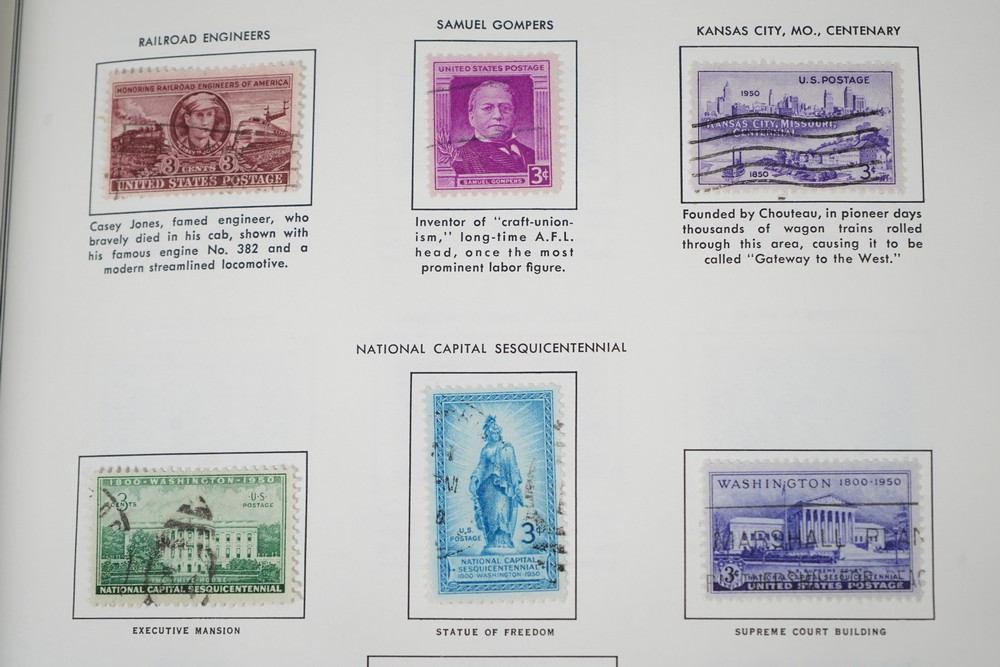 RAILROAD ENGINEERS
HONORING RAILROAD ENGINEERS OF AMERICA
3 CENTS 3
UNITED STATES POSTAGE
Casey Jones, famed engineer, who
bravely died in his cab, shown with
his famous engine No. 382 and a
modern streamlined locomotive.
SAMUEL GOMPERS
UNITED STATES POSTAGE
3¢
SAMUEL GOMPERS
Inventor of "craft-union-
ism," long-time A.F.L.
head, once the most
prominent labor figure.
KANSAS CITY, MO., CENTENARY
U.S. POSTAGE
1950
KANSAS CITY, MISSOURI,
CENTENNIAL
1850
3¢
Founded by Chouteau, in pioneer days
thousands of wagon trains rolled
through this area, causing it to be
called "Gateway to the West."
NATIONAL CAPITAL SESQUICENTENNIAL
1800-WASHINGTON-1950
3
CENTS
U·S·
POSTAGE
NATIONAL CAPITAL SESQUICENTENNIAL
EXECUTIVE MANSION
U.S.
POSTAGE
3¢
NATIONAL CAPITAL
SESQUICENTENNIAL
1800 WASHINGTON-1950
STATUE OF FREEDOM
WASHINGTON 1800-1950
MARSHALL
3¢
NATIONAL CAPITAL SESQUICENTENNIAL
UNITED STATES POSTAGE
SUPREME COURT BUILDING